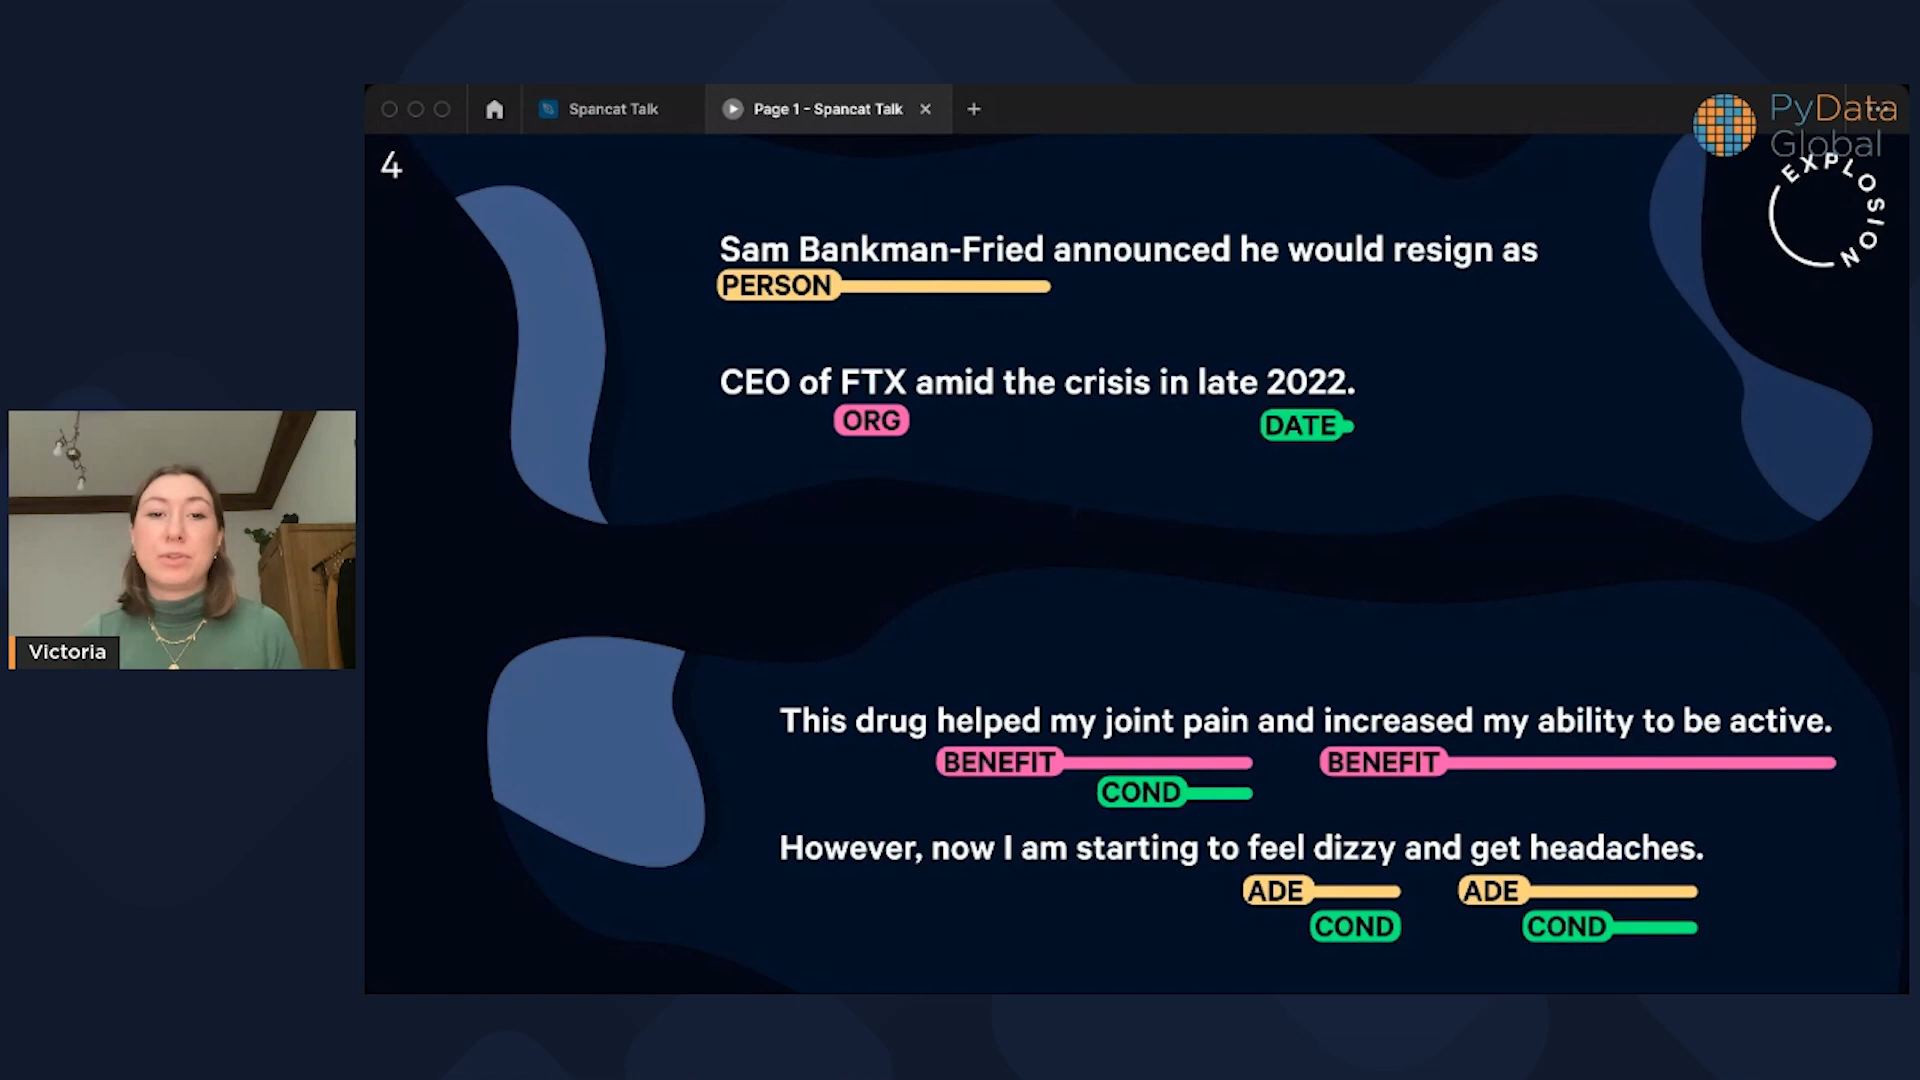 Spancat Talk
Page 1 - Spancat Talk
PyData
Global
EXPLOSION
4
Sam Bankman-Fried announced he would resign as
PERSON
CEO of FTX amid the crisis in late 2022.
ORG DATE
This drug helped my joint pain and increased my ability to be active.
BENEFIT BENEFIT
COND
However, now I am starting to feel dizzy and get headaches.
ADE ADE
COND COND
Victoria